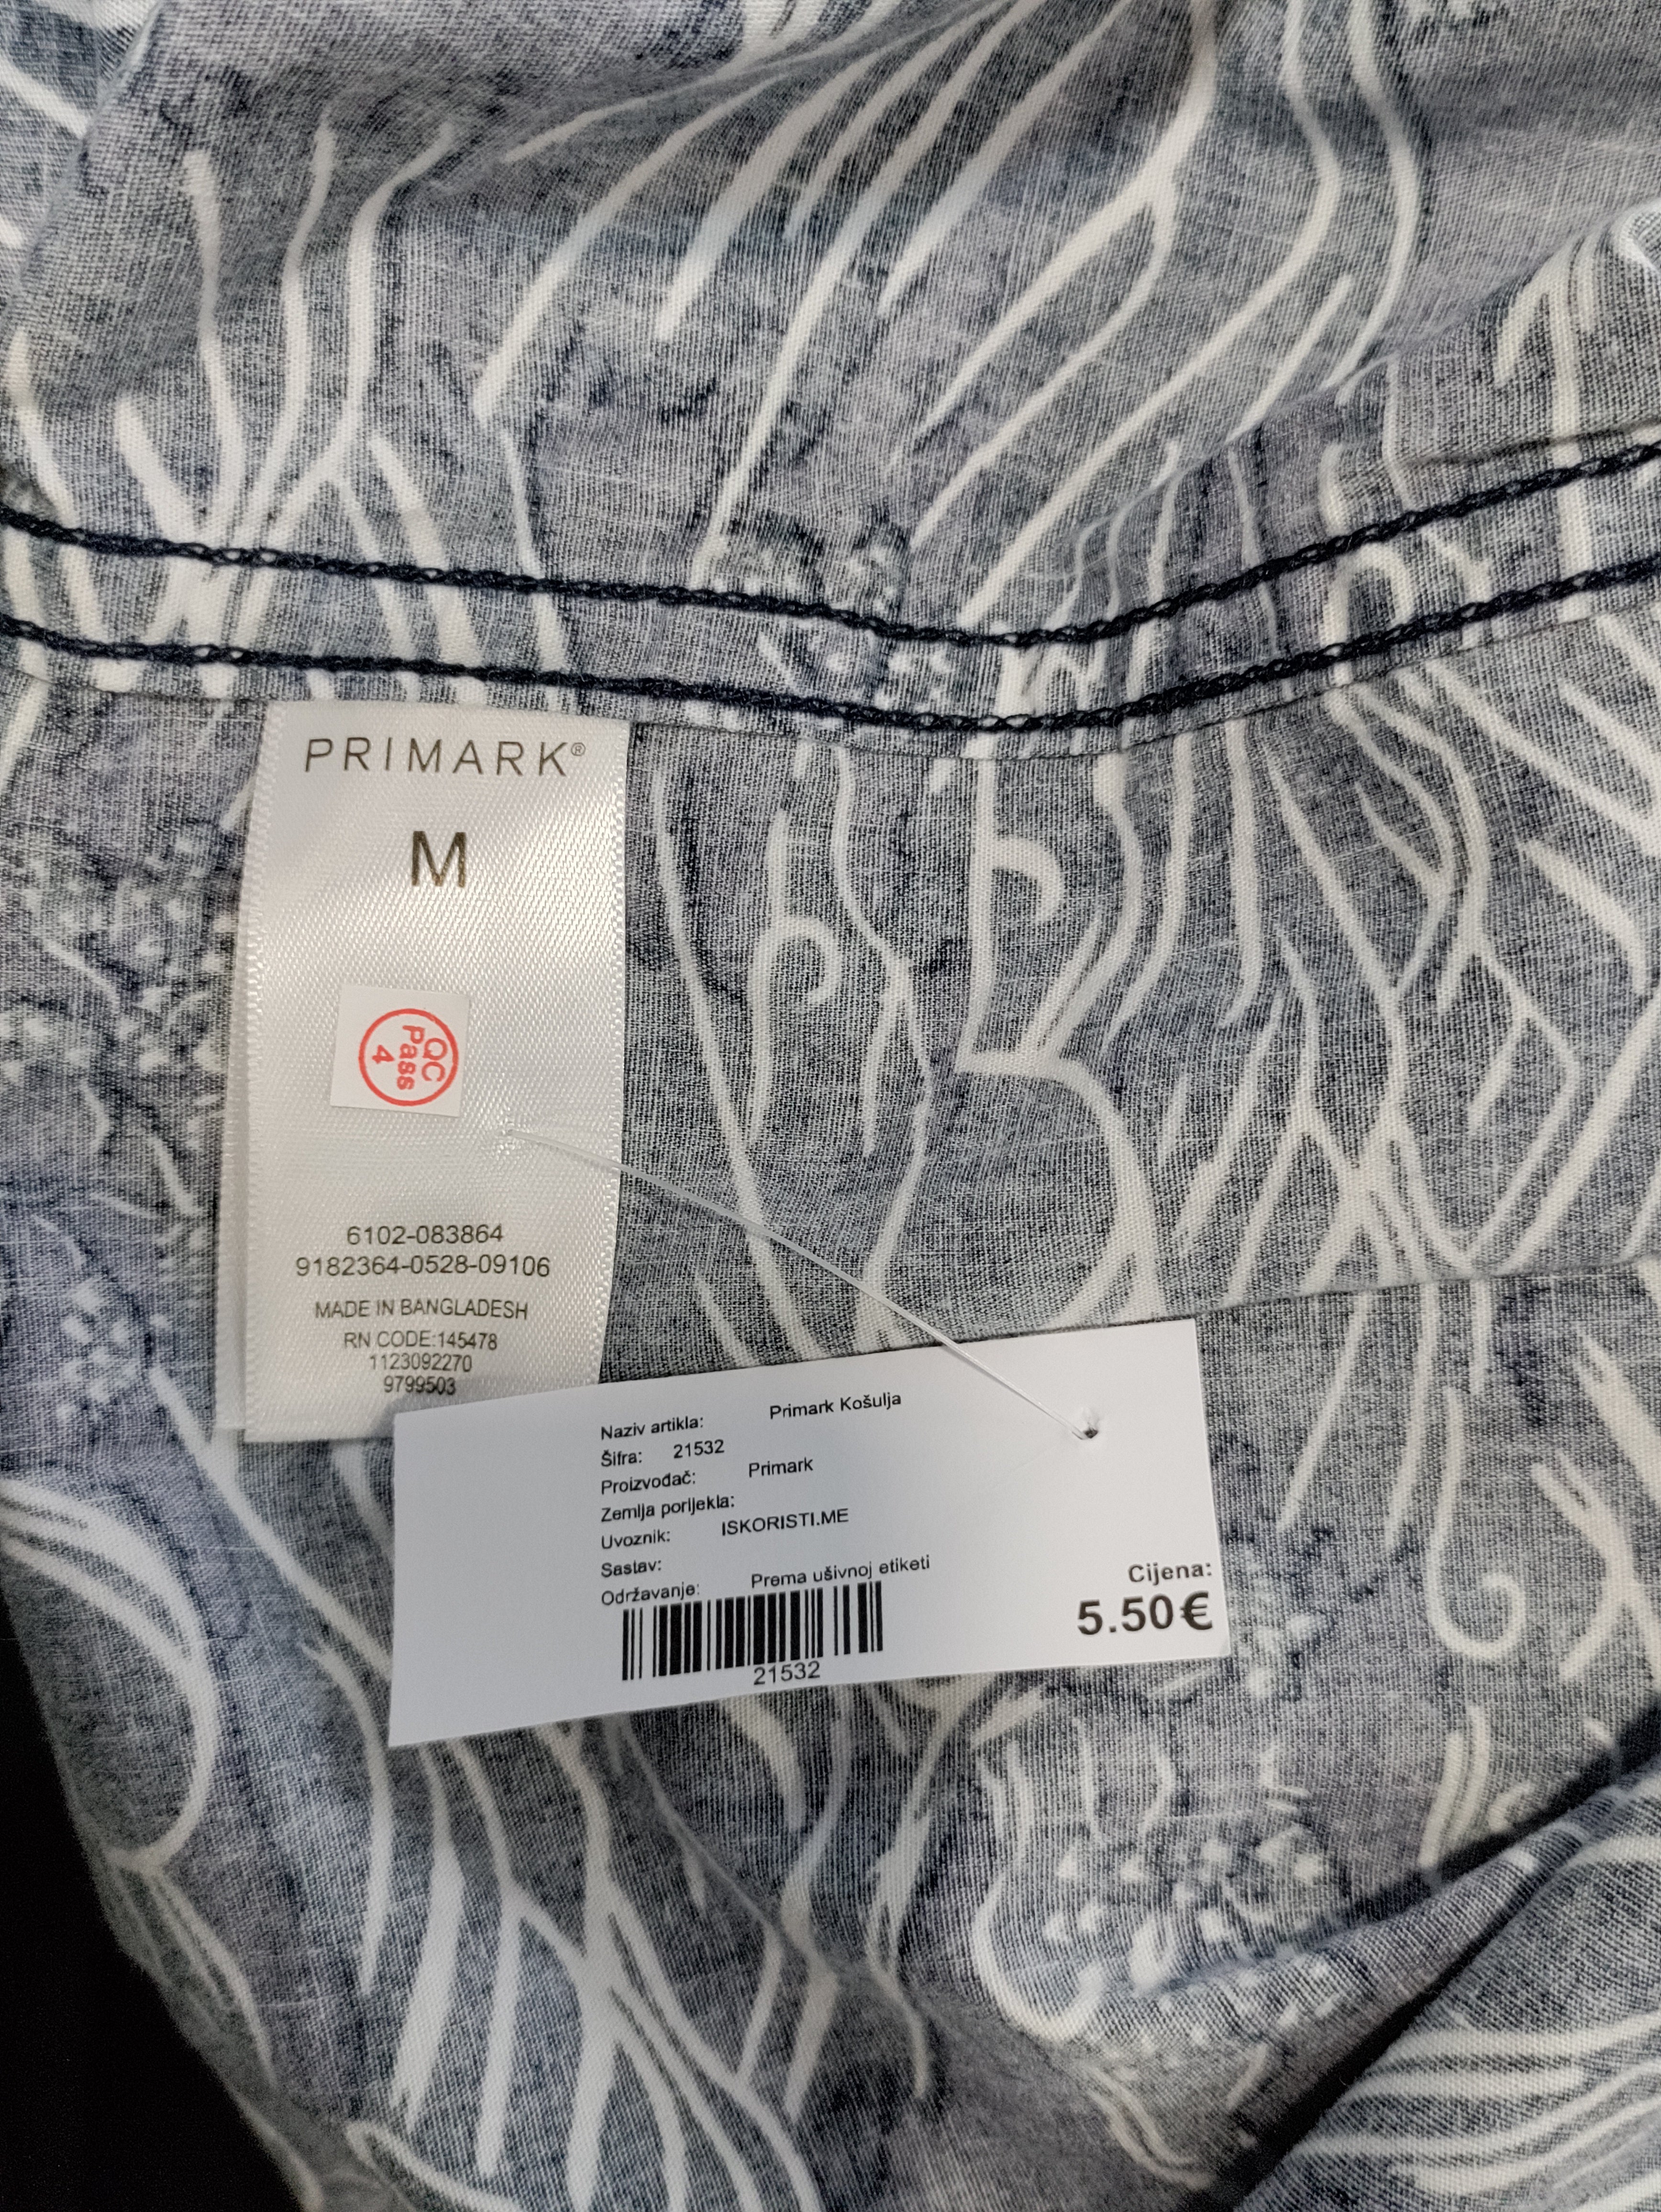 PRIMARK®
M
QC
Pass
4
6102-083864
9182364-0528-09106
MADE IN BANGLADESH
RN CODE:145478
1123092270
9799503
Naziv artikla: Primark Košulja
Šifra: 21532
Proizvođač: Primark
Zemlja porijekla:
Uvoznik: ISKORISTI.ME
Sastav:
Održavanje: Prema ušivnoj etiketi
21532
Cijena:
5.50€